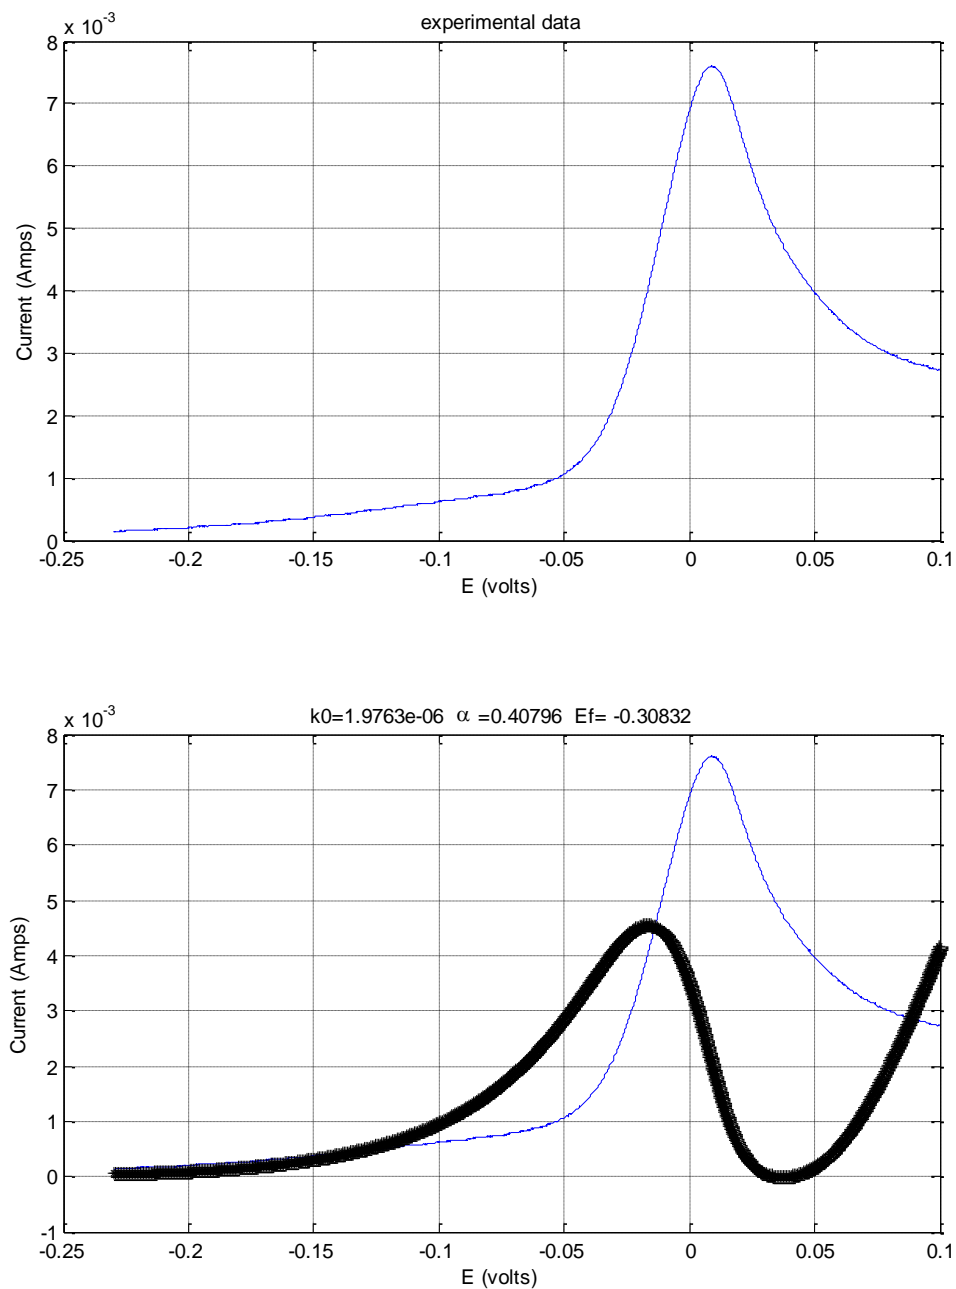 experimental data
x 10-3
8
7
6
5
4
3
2
1
0
Current (Amps)
-0.25 -0.2 -0.15 -0.1 -0.05 0 0.05 0.1
E (volts)
k0=1.9763e-06 α =0.40796 Ef= -0.30832
x 10-3
8
7
6
5
4
3
2
1
0
-1
Current (Amps)
-0.25 -0.2 -0.15 -0.1 -0.05 0 0.05 0.1
E (volts)